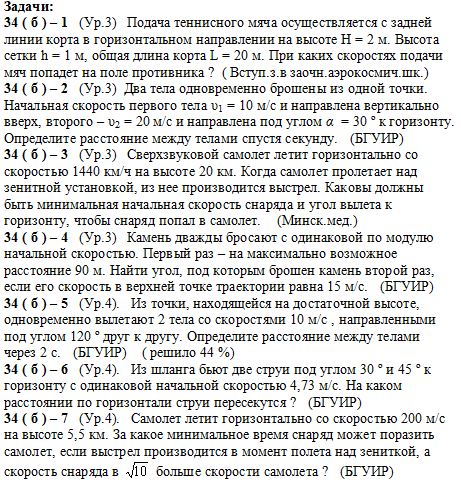 Задачи:
34 ( б ) – 1 (Ур.3) Подача теннисного мяча осуществляется с задней
линии корта в горизонтальном направлении на высоте H = 2 м. Высота
сетки h = 1 м, общая длина корта L = 20 м. При каких скоростях подачи
мяч попадет на поле противника ? ( Вступ.з.в заочн.аэрокосмич.шк.)
34 ( б ) – 2 (Ур.3) Два тела одновременно брошены из одной точки.
Начальная скорость первого тела υ₁ = 10 м/с и направлена вертикально
вверх, второго – υ₂ = 20 м/с и направлена под углом α = 30 º к горизонту.
Определите расстояние между телами спустя секунду. (БГУИР)
34 ( б ) – 3 (Ур.3) Сверхзвуковой самолет летит горизонтально со
скоростью 1440 км/ч на высоте 20 км. Когда самолет пролетает над
зенитной установкой, из нее производится выстрел. Каковы должны
быть минимальная начальная скорость снаряда и угол вылета к
горизонту, чтобы снаряд попал в самолет. (Минск.мед.)
34 ( б ) – 4 (Ур.3) Камень дважды бросают с одинаковой по модулю
начальной скоростью. Первый раз – на максимально возможное
расстояние 90 м. Найти угол, под которым брошен камень второй раз,
если его скорость в верхней точке траектории равна 15 м/с. (БГУИР)
34 ( б ) – 5 (Ур.4). Из точки, находящейся на достаточной высоте,
одновременно вылетают 2 тела со скоростями 10 м/с , направленными
под углом 120 º друг к другу. Определите расстояние между телами
через 2 с. (БГУИР) ( решило 44 %)
34 ( б ) – 6 (Ур.4). Из шланга бьют две струи под углом 30 º и 45 º к
горизонту с одинаковой начальной скоростью 4,73 м/с. На каком
расстоянии по горизонтали струи пересекутся ? (БГУИР)
34 ( б ) – 7 (Ур.4). Самолет летит горизонтально со скоростью 200 м/с
на высоте 5,5 км. За какое минимальное время снаряд может поразить
самолет, если выстрел производится в момент полета над зениткой, а
скорость снаряда в √10 больше скорости самолета ? (БГУИР)